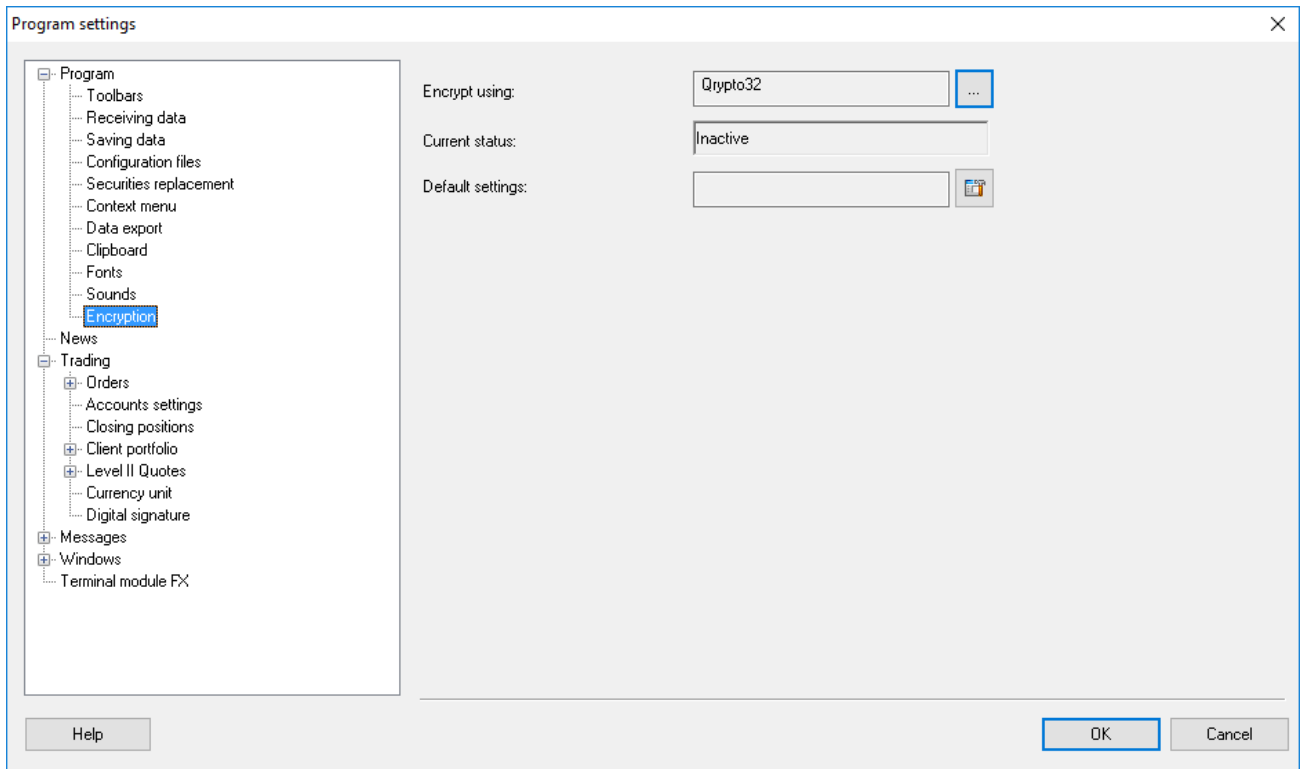 Program settings
Program
Toolbars
Receiving data
Saving data
Configuration files
Securities replacement
Context menu
Data export
Clipboard
Fonts
Sounds
Encryption
News
Trading
Orders
Accounts settings
Closing positions
Client portfolio
Level II Quotes
Currency unit
Digital signature
Messages
Windows
Terminal module FX
Encrypt using:
Qrypto32
...
Current status:
Inactive
Default settings:
Help
OK
Cancel